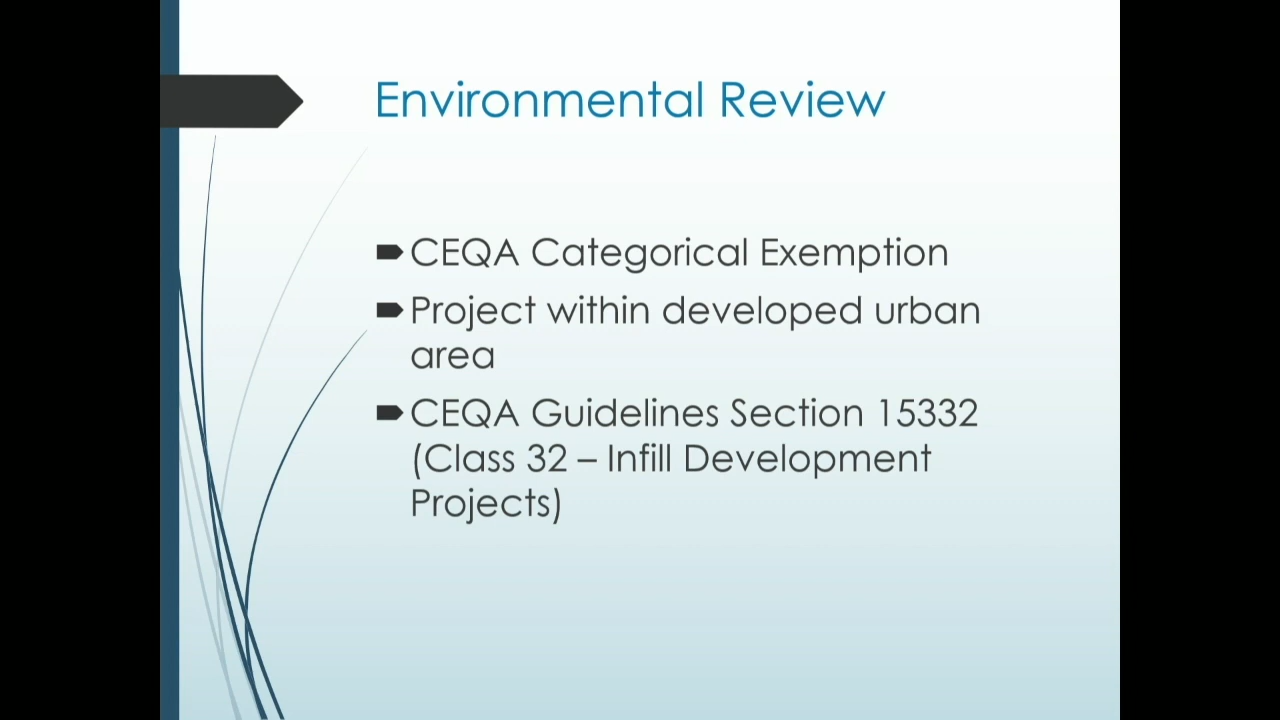 Environmental Review
CEQA Categorical Exemption
Project within developed urban
area
CEQA Guidelines Section 15332
(Class 32 – Infill Development
Projects)